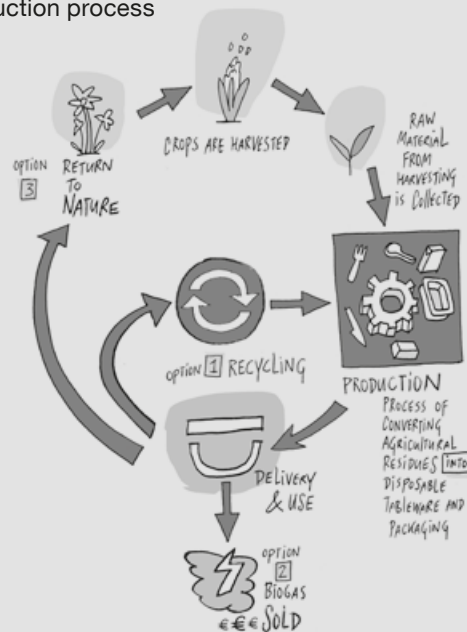 uction process
CROPS ARE HARVESTED
RAW
MATERIAL
FROM
HARVESTING
is COllECTED
OPTiON
3
RETURN
TO
NATURE
OPTiON 1 RECYCLING
PRODUCTION
PROCESS OF
CONVERTING
AGRICULTURAL
RESIDUES INTO
DISPOSABLE
TABLEWARE AND
PACKAGING
DELIVERY
& USE
OPTiON
2
BIOGAS
€€€ SOLD